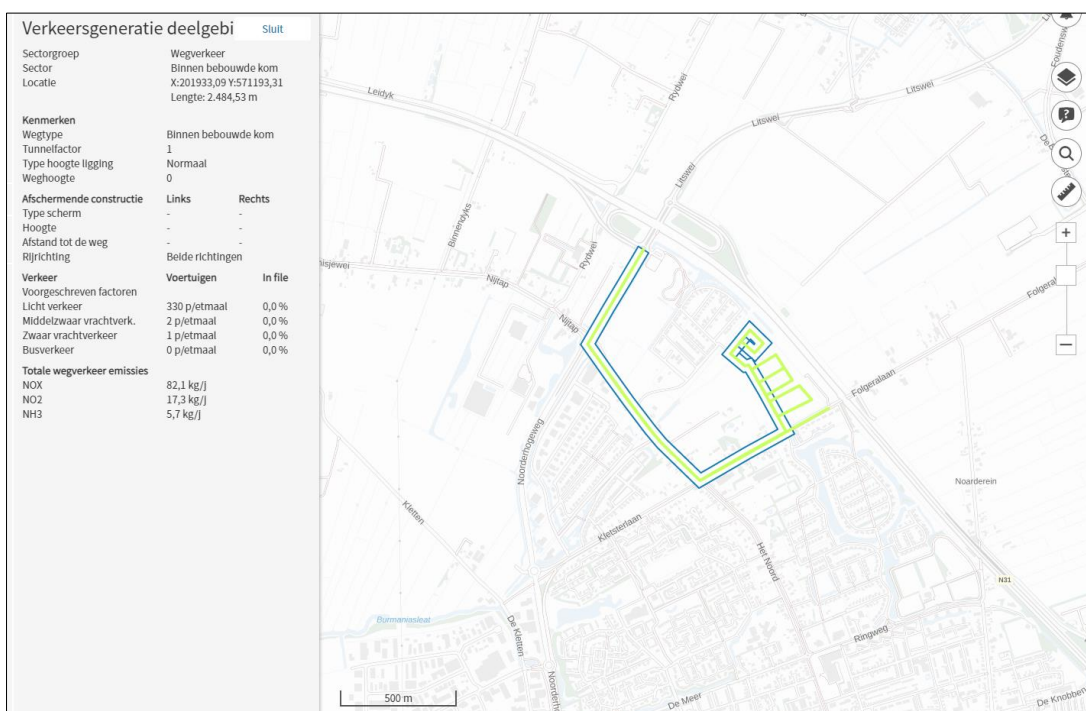 Verkeersgeneratie deelgebi Sluit
Sectorgroep Wegverkeer
Sector Binnen bebouwde kom
Locatie X:201933,09 Y:571193,31
Lengte: 2.484,53 m
Kenmerken
Wegtype Binnen bebouwde kom
Tunnelfactor 1
Type hoogte ligging Normaal
Weghoogte 0
Afschermende constructie Links Rechts
Type scherm - -
Hoogte - -
Afstand tot de weg - -
Rijrichting Beide richtingen
Verkeer Voertuigen In file
Voorgeschreven factoren
Licht verkeer 330 p/etmaal 0,0 %
Middelzwaar vrachtverk. 2 p/etmaal 0,0 %
Zwaar vrachtverkeer 1 p/etmaal 0,0 %
Busverkeer 0 p/etmaal 0,0 %
Totale wegverkeer emissies
NOX 82,1 kg/j
NO2 17,3 kg/j
NH3 5,7 kg/j
Leidyk
Rydwei
Litswei
Litswei
Litswei
Binnendyks
Rydwei
isjewei
Nijtap
Nijtap
Folgeralaan
Noorderhogeweg
Kletsterlaan
Kletten
Het Noord
Noarderein
N31
Burmaniasleat
De Kletten
Ringweg
De Meer
De Knobben
500 m
+
−